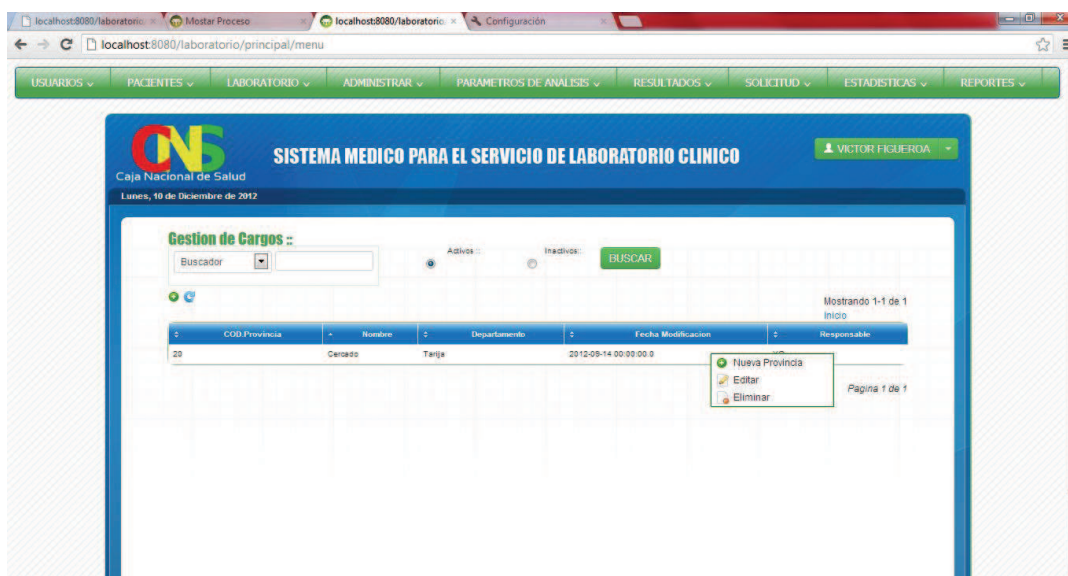 localhost:8080/laboratorio
Mostar Proceso
localhost:8080/laboratorio
Configuración
localhost:8080/laboratorio/principal/menu
USUARIOS
PACIENTES
LABORATORIO
ADMINISTRAR
PARAMETROS DE ANALISIS
RESULTADOS
SOLICITUD
ESTADISTICAS
REPORTES
CNS
Caja Nacional de Salud
SISTEMA MEDICO PARA EL SERVICIO DE LABORATORIO CLINICO
VICTOR FIGUEROA
Lunes, 10 de Diciembre de 2012
Gestion de Cargos ::
Buscador
Activos ::
Inactivos::
BUSCAR
Mostrando 1-1 de 1
Inicio
COD.Provincia Nombre Departamento Fecha Modificacion Responsable
20 Cercado Tarija 2012-09-14 00:00:00.0
Nueva Provincia
Editar
Eliminar
Pagina 1 de 1